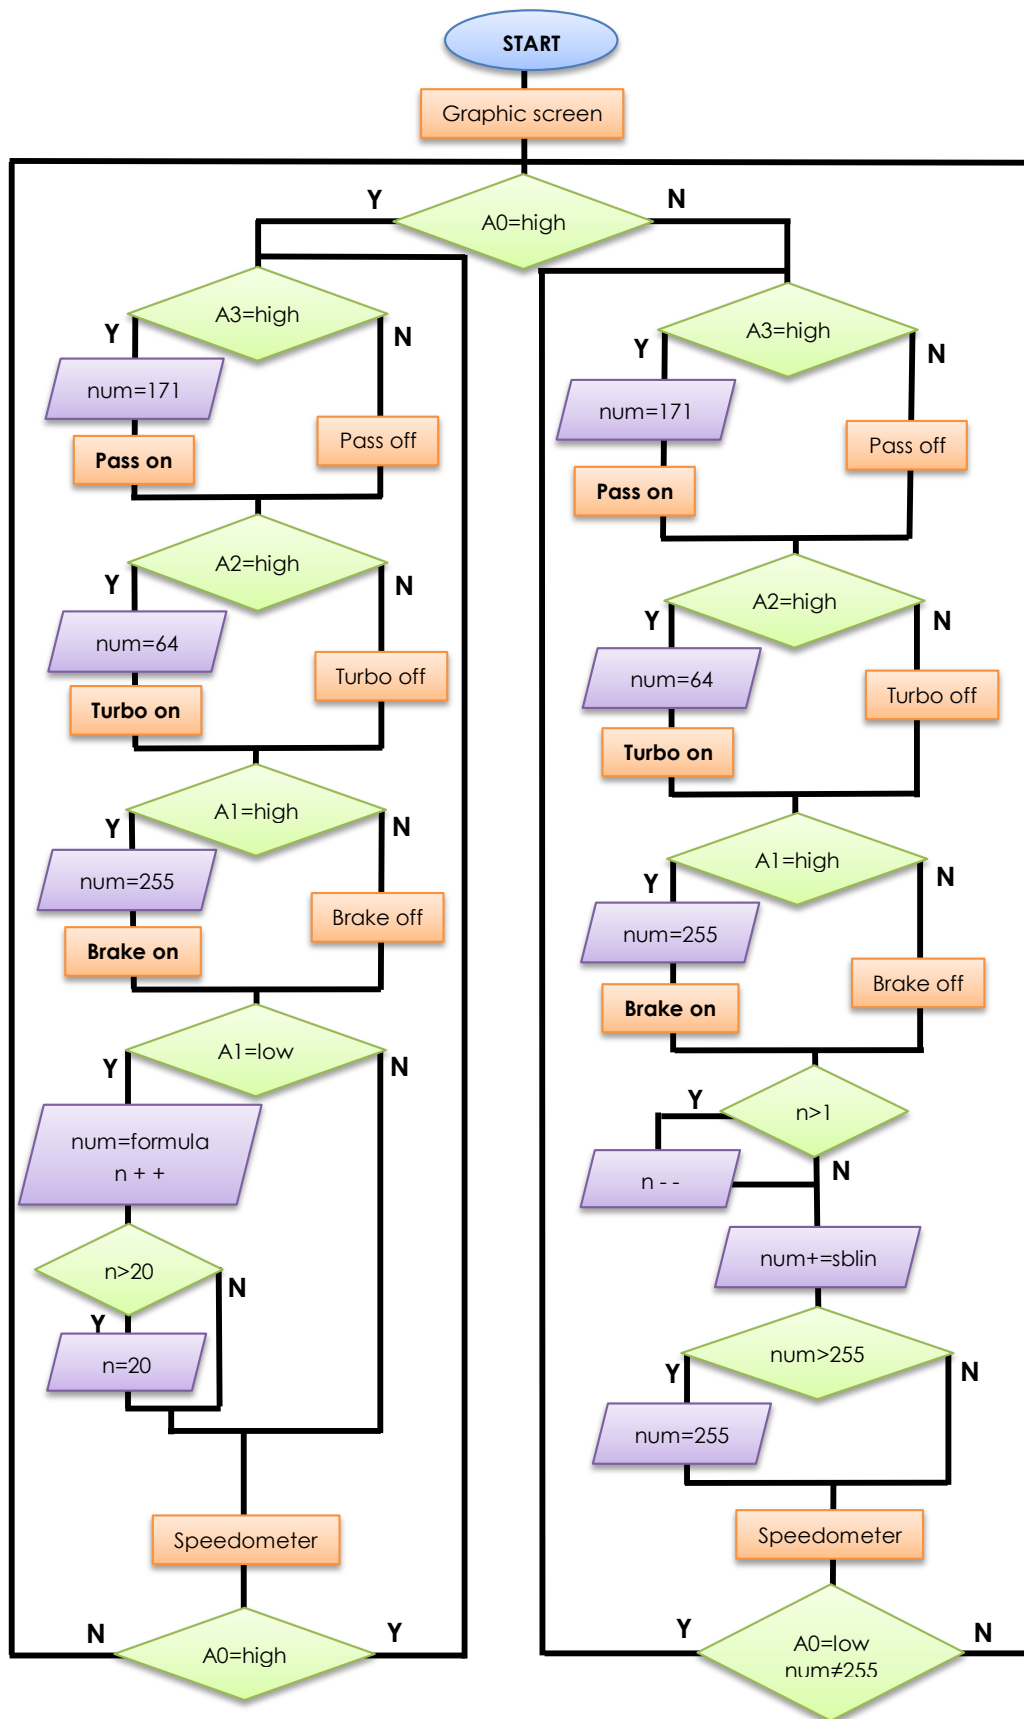 START
Graphic screen
A0=high
Y
N
A3=high
Y
N
num=171
Pass on
Pass off
A2=high
Y
N
num=64
Turbo on
Turbo off
A1=high
Y
N
num=255
Brake on
Brake off
A1=low
Y
N
num=formula
n + +
n>20
Y
N
n=20
Speedometer
A0=high
N
Y
A3=high
Y
N
num=171
Pass on
Pass off
A2=high
Y
N
num=64
Turbo on
Turbo off
A1=high
Y
N
num=255
Brake on
Brake off
n>1
Y
N
n - -
num+=sblin
num>255
Y
N
num=255
Speedometer
A0=low
num≠255
Y
N